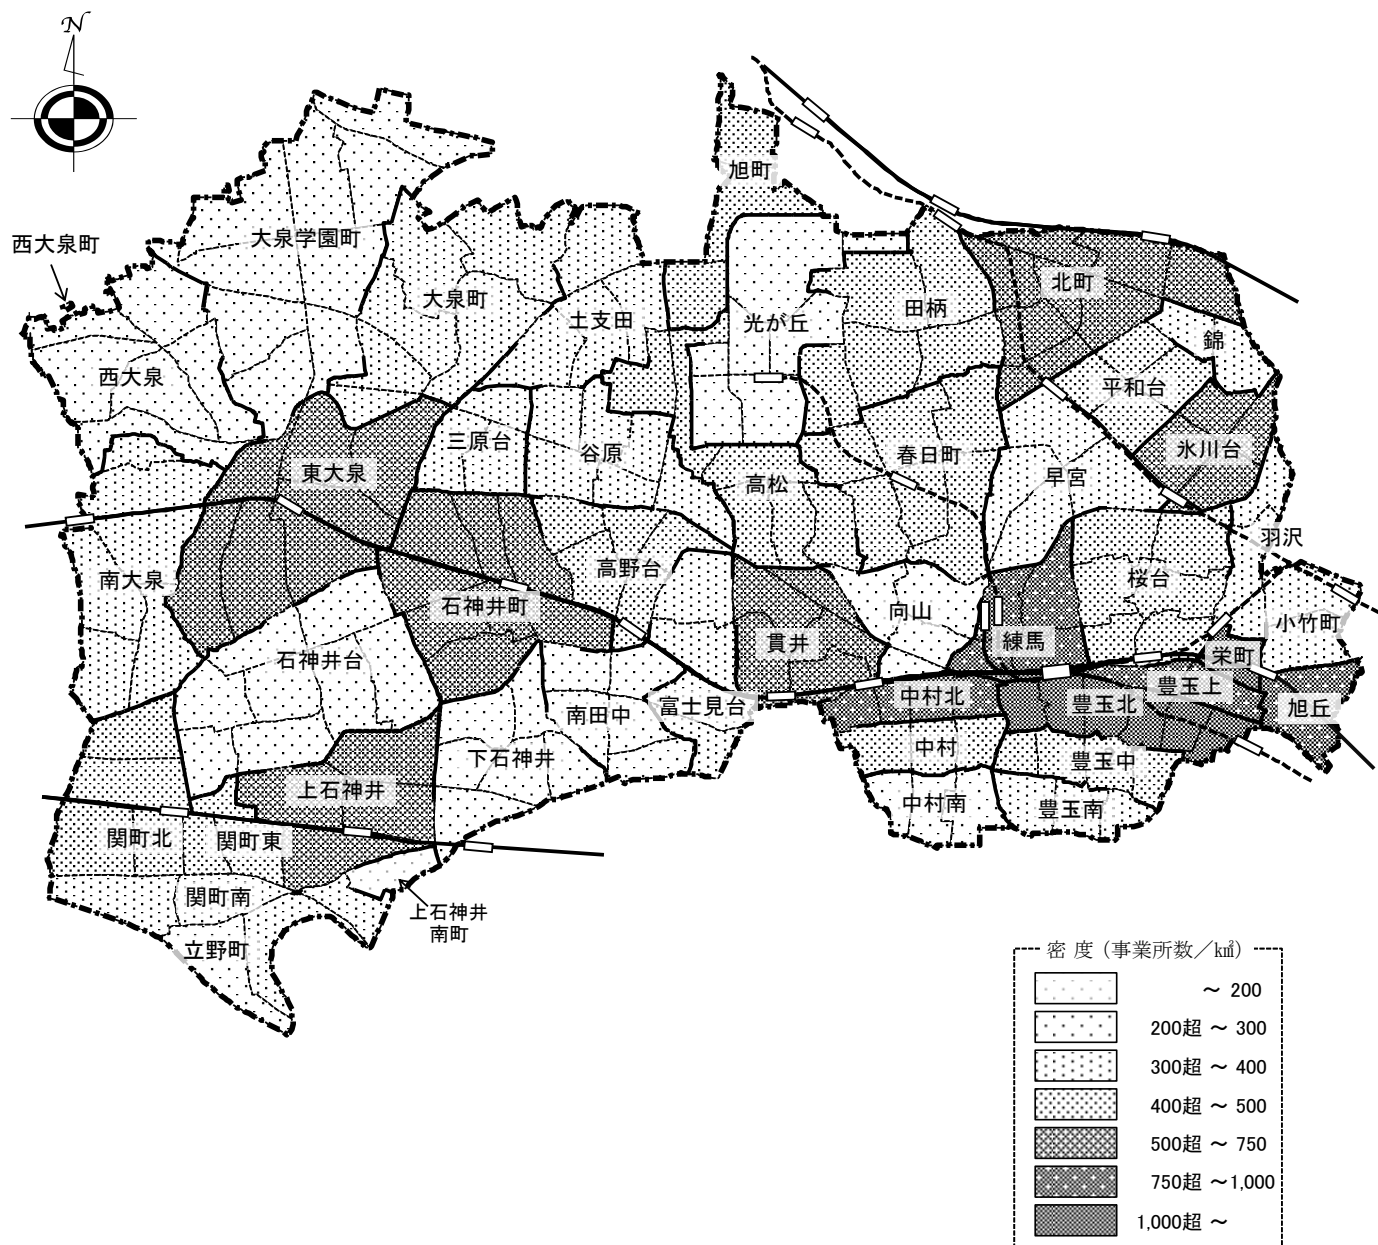 N
旭町
西大泉町
大泉学園町
大泉町
北町
土支田
光が丘
田柄
錦
西大泉
平和台
三原台
谷原
東大泉
高松
春日町
早宮
氷川台
羽沢
南大泉
高野台
桜台
石神井町
向山
小竹町
貫井
練馬
石神井台
栄町
豊玉上
中村北
富士見台
豊玉北
旭丘
南田中
中村
下石神井
豊玉中
上石神井
中村南
豊玉南
関町北
関町東
関町南
上石神井
南町
立野町
密 度 (事業所数/k㎡)
～ 200
200超 ～ 300
300超 ～ 400
400超 ～ 500
500超 ～ 750
750超 ～1,000
1,000超 ～